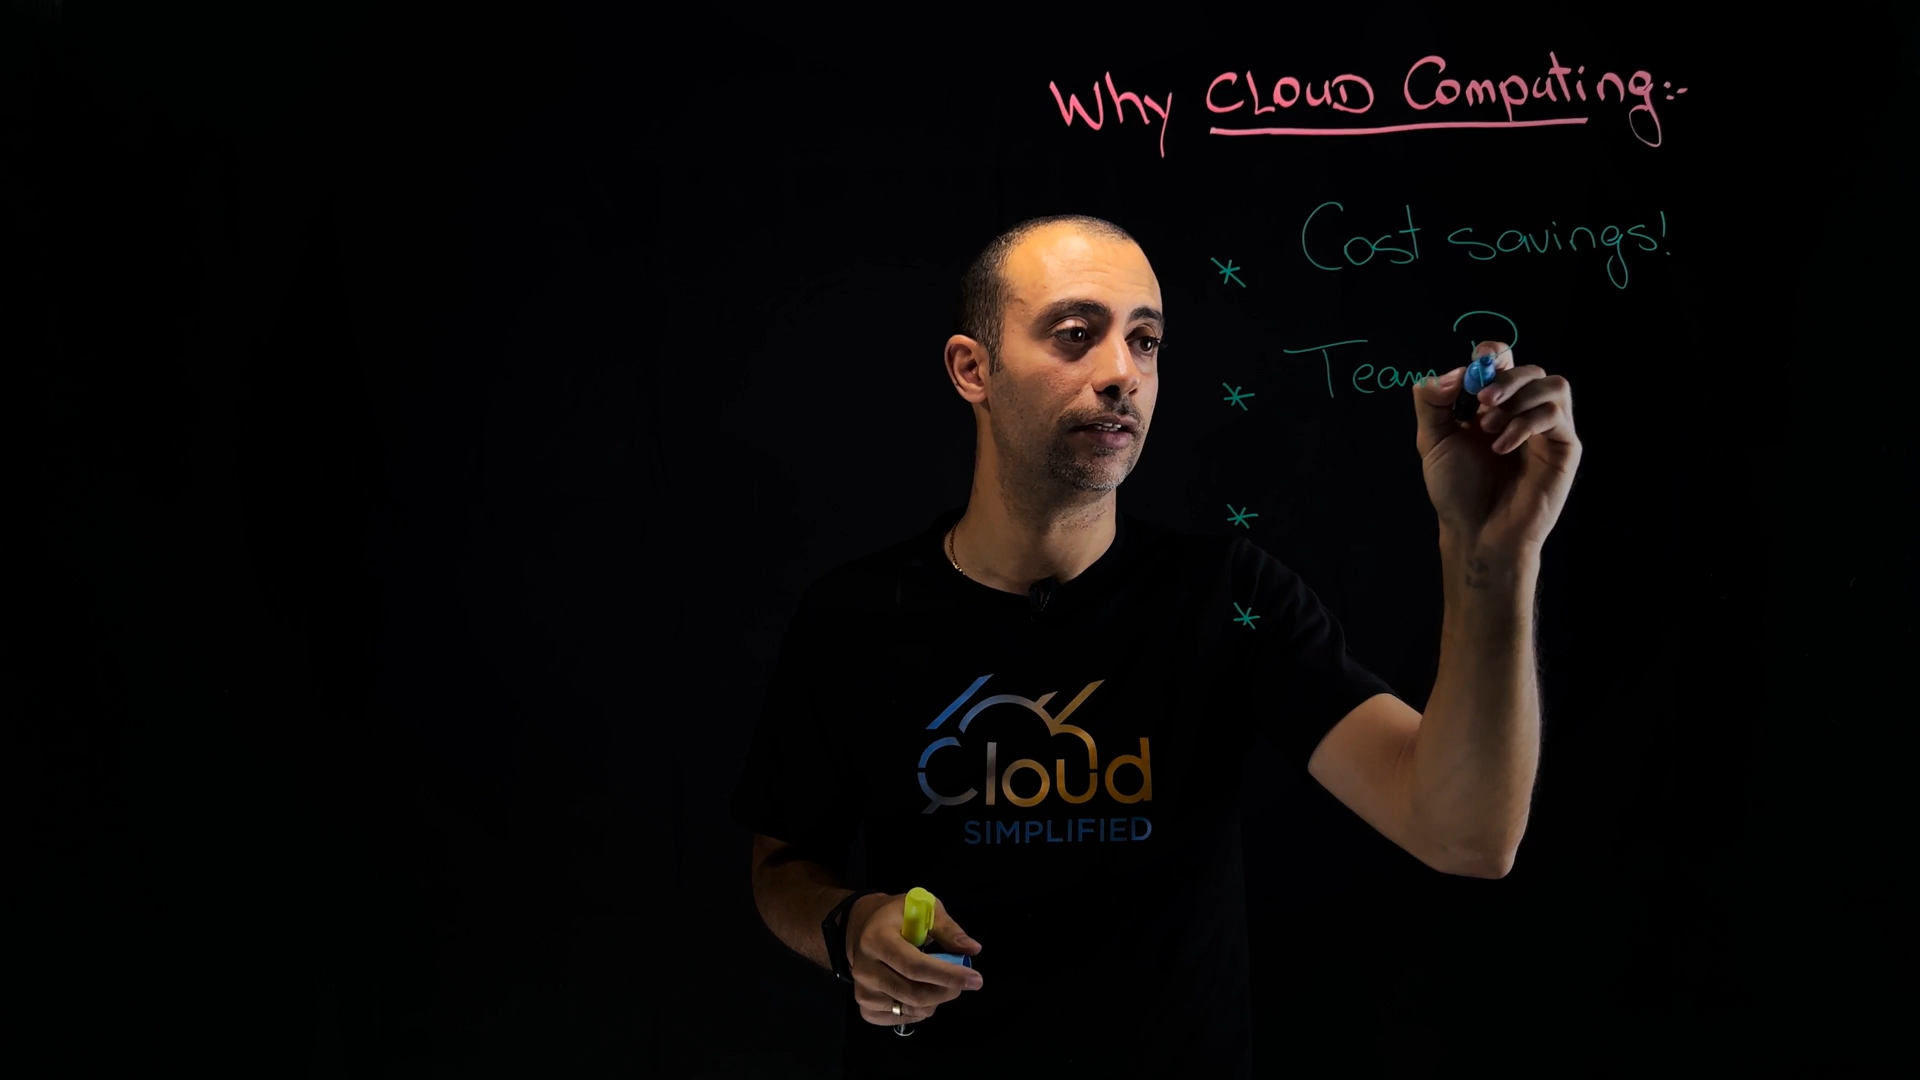 Why CLOUD Computing:-
* Cost savings!
* Team
*
*
Cloud
SIMPLIFIED